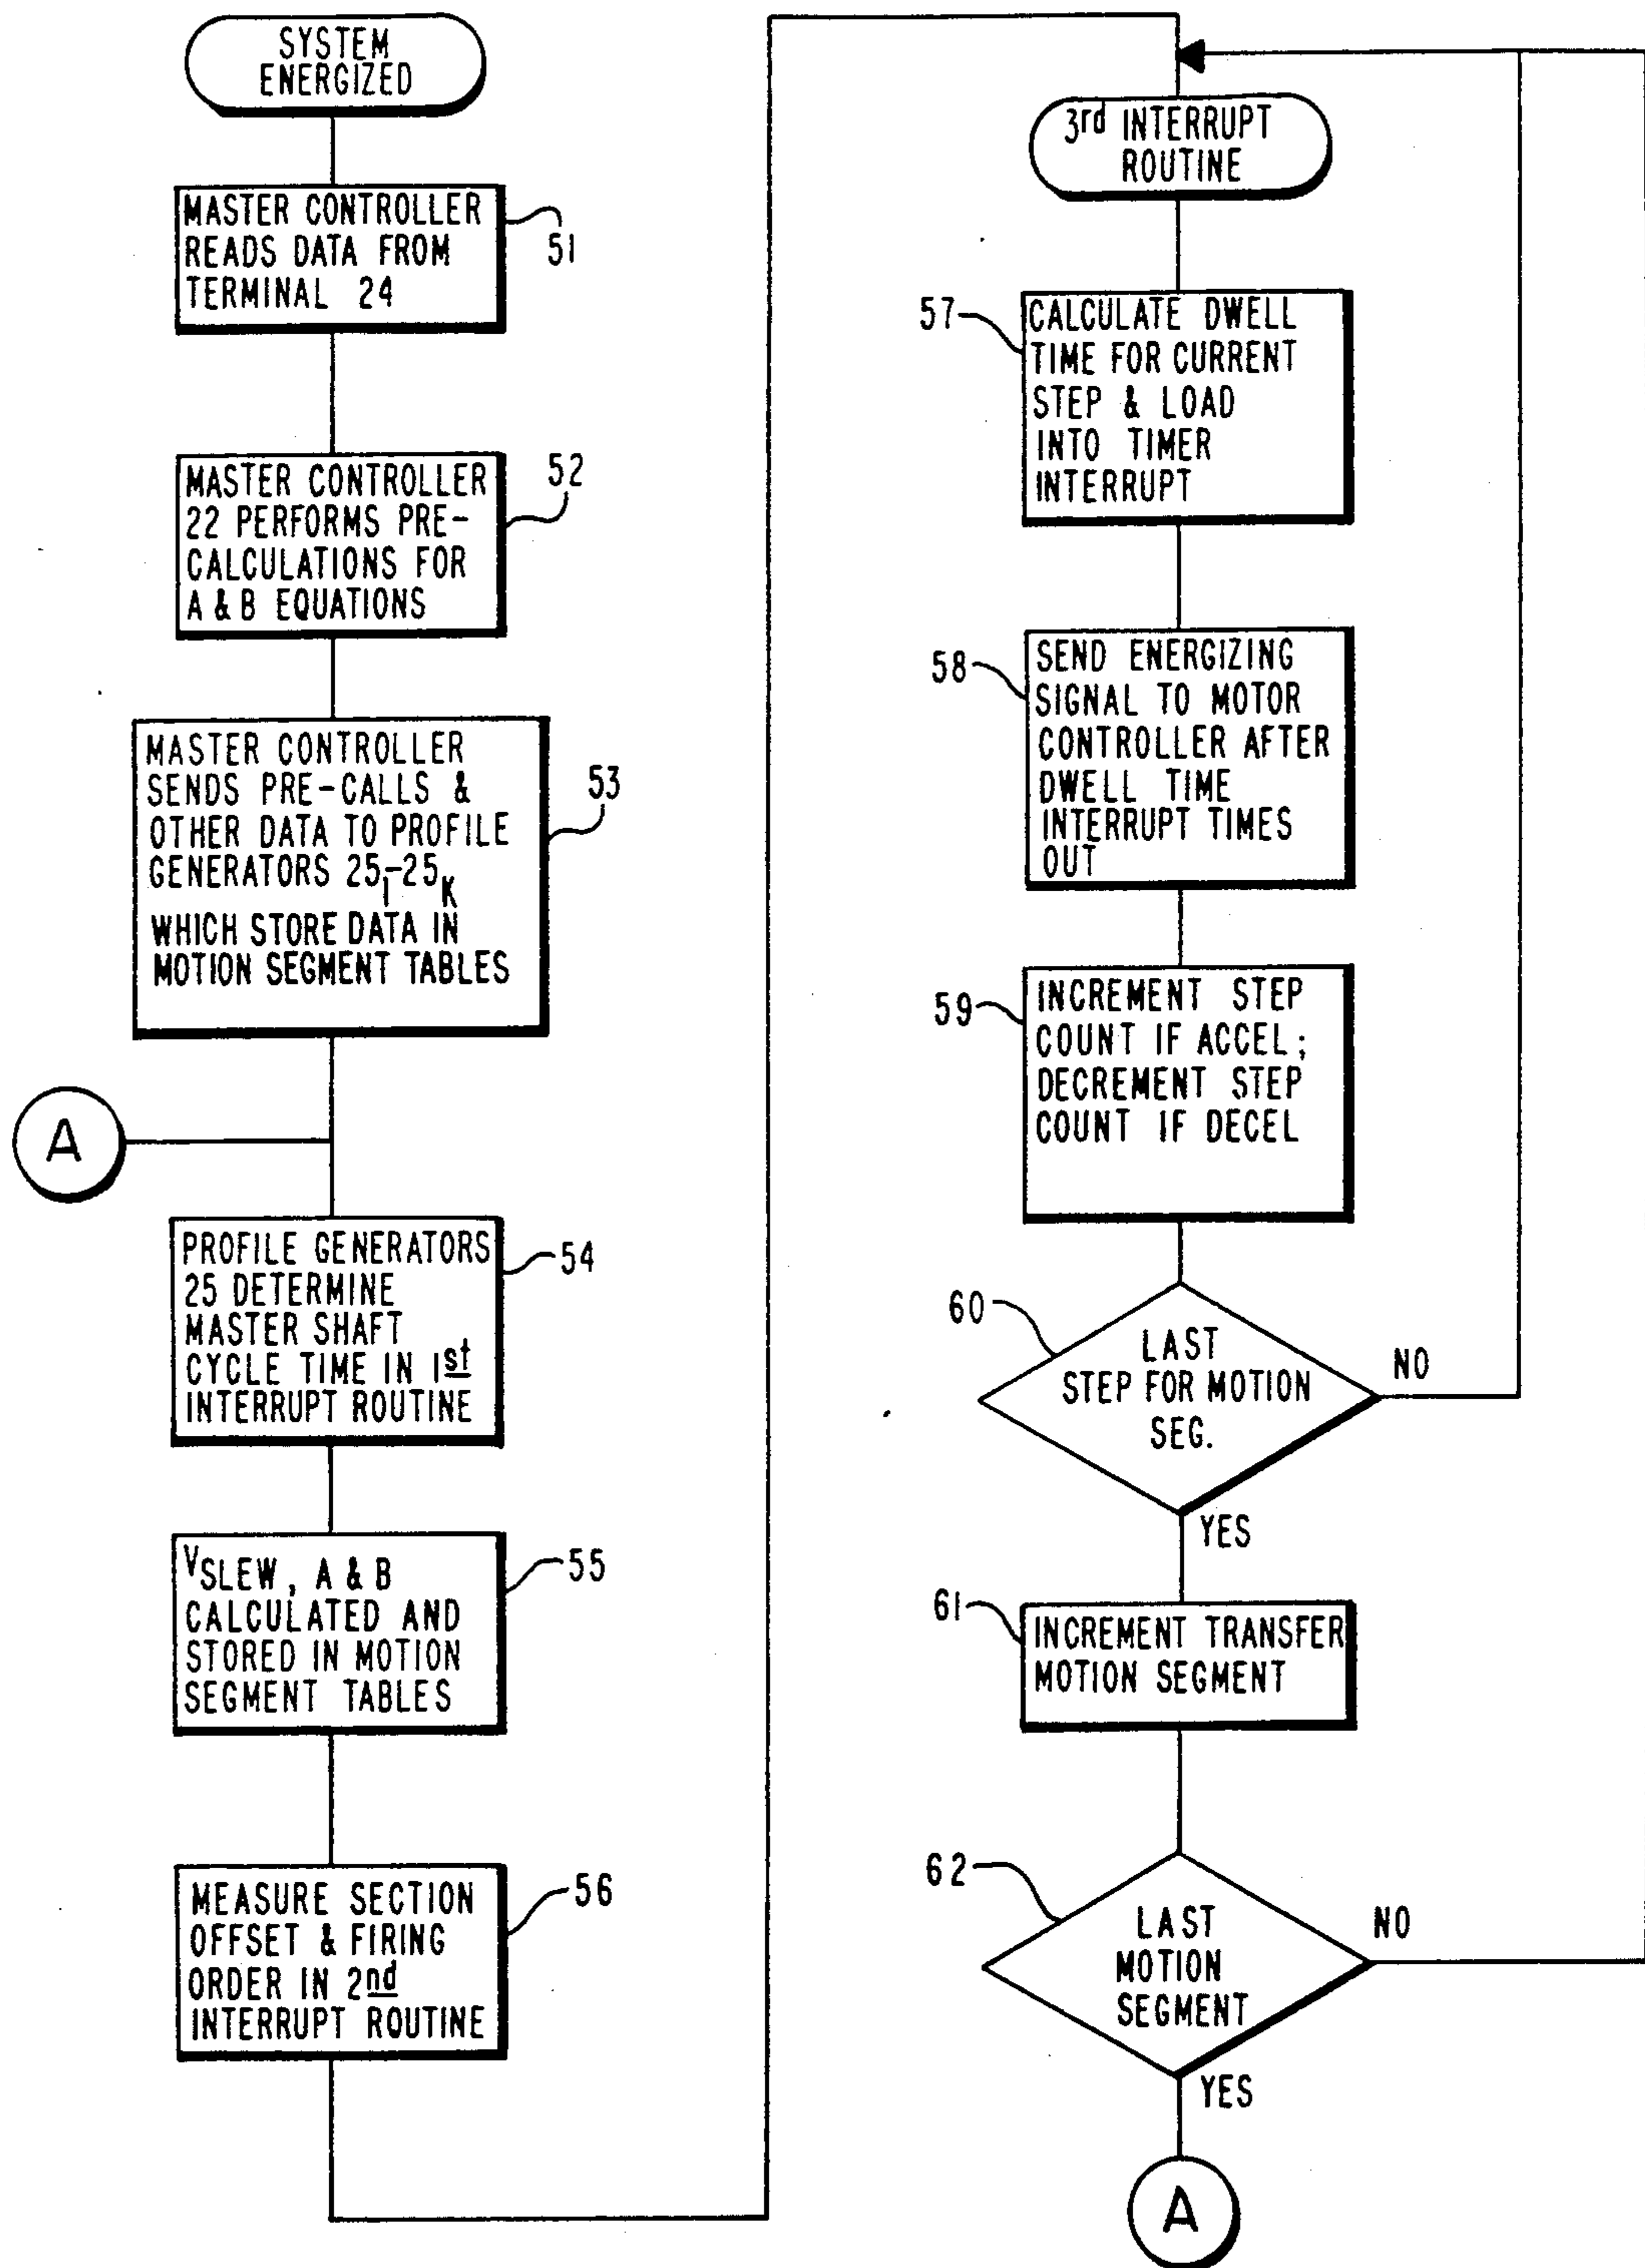 SYSTEM
ENERGIZED
MASTER CONTROLLER
READS DATA FROM
TERMINAL 24
51
MASTER CONTROLLER
22 PERFORMS PRE-
CALCULATIONS FOR
A & B EQUATIONS
52
MASTER CONTROLLER
SENDS PRE-CALLS &
OTHER DATA TO PROFILE
GENERATORS 25I-25K
WHICH STORE DATA IN
MOTION SEGMENT TABLES
53
A
PROFILE GENERATORS
25 DETERMINE
MASTER SHAFT
CYCLE TIME IN 1st
INTERRUPT ROUTINE
54
VSLEW, A & B
CALCULATED AND
STORED IN MOTION
SEGMENT TABLES
55
MEASURE SECTION
OFFSET & FIRING
ORDER IN 2nd
INTERRUPT ROUTINE
56
3rd INTERRUPT
ROUTINE
57
CALCULATE DWELL
TIME FOR CURRENT
STEP & LOAD
INTO TIMER
INTERRUPT
58
SEND ENERGIZING
SIGNAL TO MOTOR
CONTROLLER AFTER
DWELL TIME
INTERRUPT TIMES
OUT
59
INCREMENT STEP
COUNT IF ACCEL;
DECREMENT STEP
COUNT IF DECEL
60
LAST
STEP FOR MOTION
SEG.
NO
YES
61
INCREMENT TRANSFER
MOTION SEGMENT
62
LAST
MOTION
SEGMENT
NO
YES
A